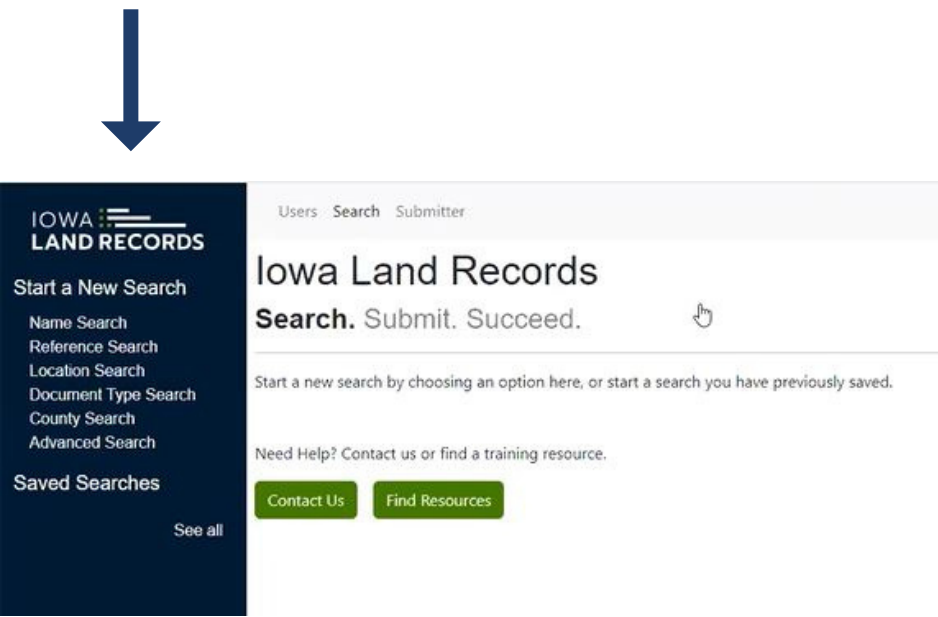 IOWA
LAND RECORDS
Start a New Search
Name Search
Reference Search
Location Search
Document Type Search
County Search
Advanced Search
Saved Searches
See all
Users Search Submitter
Iowa Land Records
Search. Submit. Succeed.
Start a new search by choosing an option here, or start a search you have previously saved.
Need Help? Contact us or find a training resource.
Contact Us Find Resources